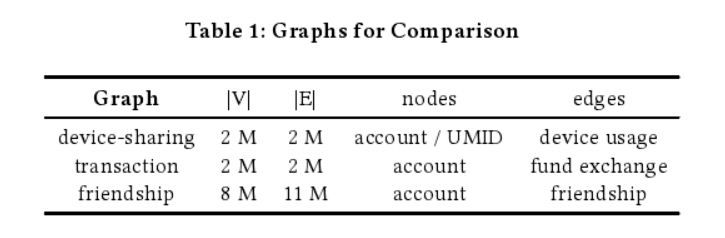 Table 1: Graphs for Comparison
Graph |V| |E| nodes edges
device-sharing 2 M 2 M account / UMID device usage
transaction 2 M 2 M account fund exchange
friendship 8 M 11 M account friendship